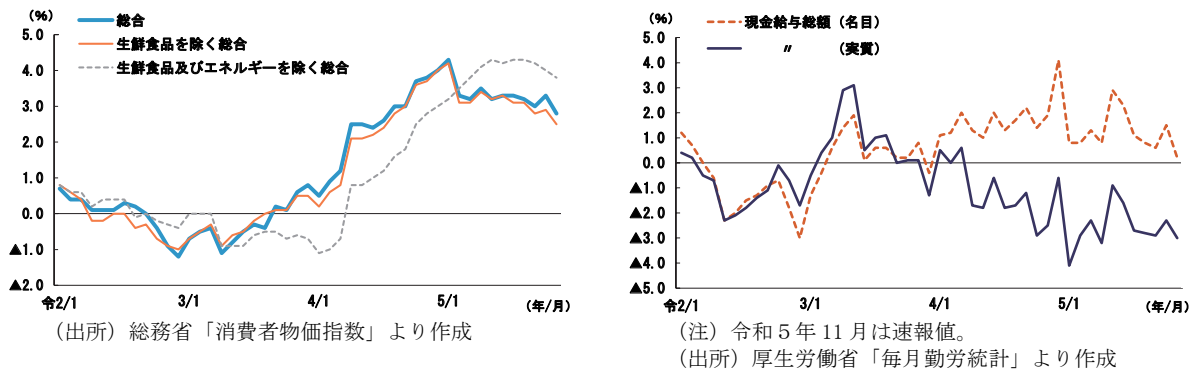 (%)
総合
生鮮食品を除く総合
生鮮食品及びエネルギーを除く総合
5.0
4.0
3.0
2.0
1.0
0.0
▲1.0
▲2.0
令2/1 3/1 4/1 5/1 (年/月)
(出所)総務省「消費者物価指数」より作成
(%)
現金給与総額(名目)
〃 (実質)
5.0
4.0
3.0
2.0
1.0
0.0
▲1.0
▲2.0
▲3.0
▲4.0
▲5.0
令2/1 3/1 4/1 5/1 (年/月)
(注)令和5年11月は速報値。
(出所)厚生労働省「毎月勤労統計」より作成